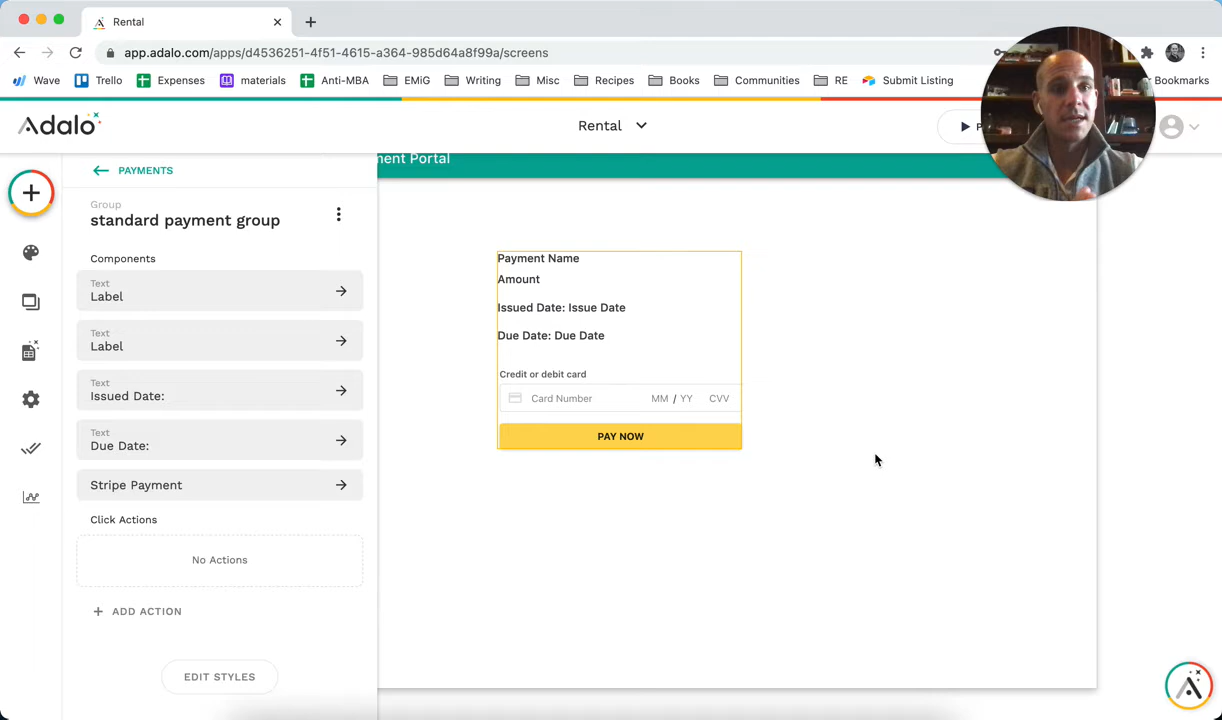 Rental
app.adalo.com/apps/d4536251-4f51-4615-a364-985d64a8f99a/screens
Wave
Trello
Expenses
materials
Anti-MBA
EMiG
Writing
Misc
Recipes
Books
Communities
RE
Submit Listing
Bookmarks
Adalo
Rental
P
PAYMENTS
ment Portal
Group
standard payment group
Components
Text
Label
Text
Label
Text
Issued Date:
Text
Due Date:
Stripe Payment
Click Actions
No Actions
+ ADD ACTION
EDIT STYLES
Payment Name
Amount
Issued Date: Issue Date
Due Date: Due Date
Credit or debit card
Card Number MM / YY CVV
PAY NOW